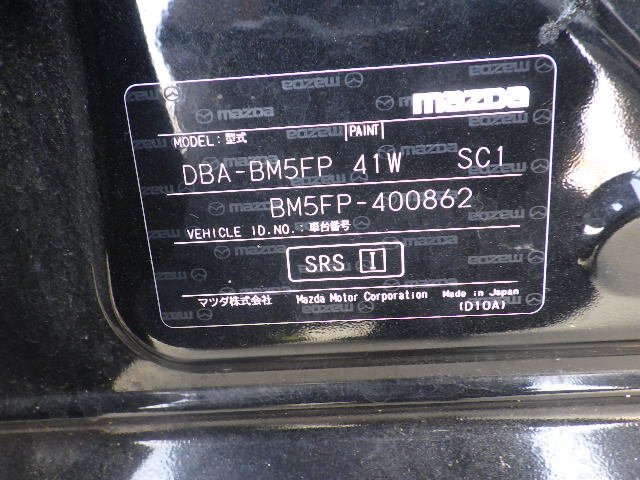 mazda
MODEL: 型式 PAINT
DBA-BM5FP 41W SC1
BM5FP-400862
VEHICLE ID.NO.: 車台番号
SRS I
マツダ株式会社 Mazda Motor Corporation Made in Japan
(D10A)